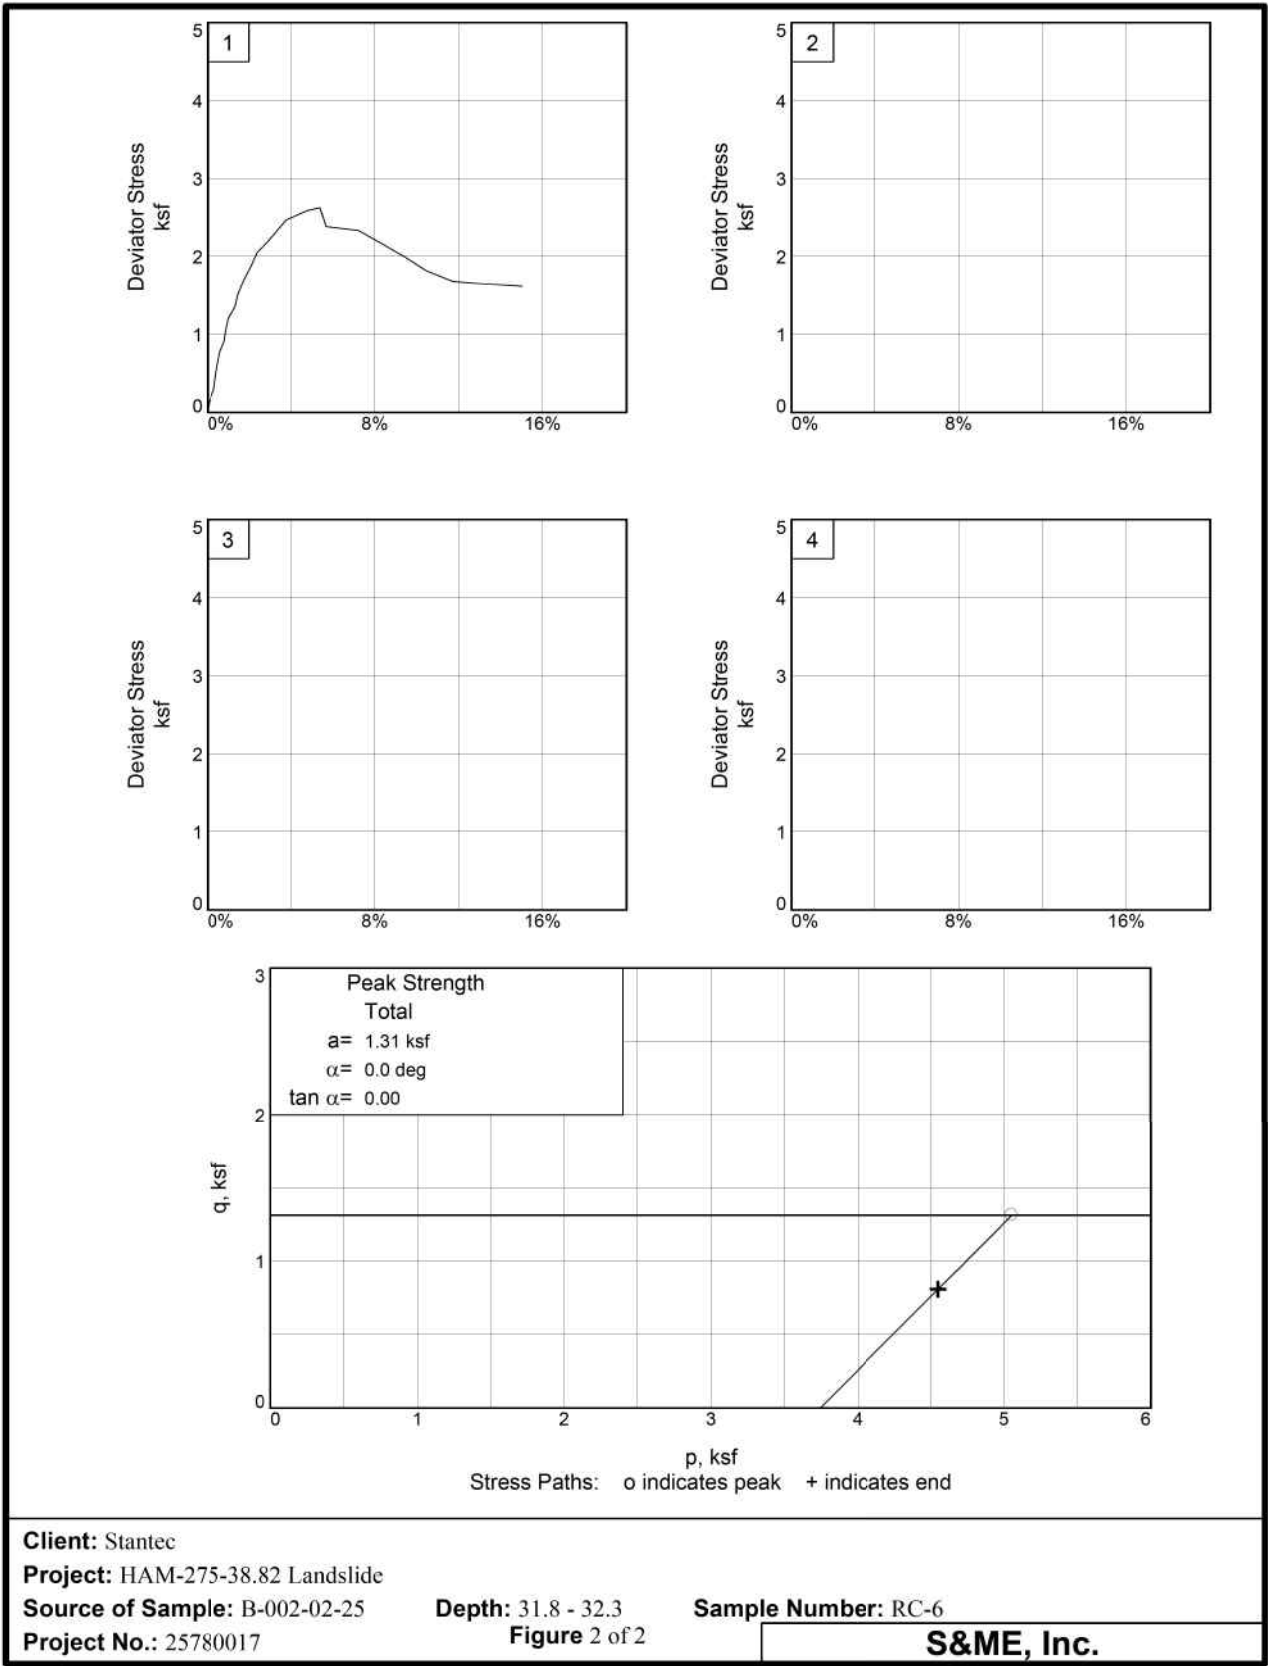 1
5
4
3
2
1
0
Deviator Stress
ksf
0% 8% 16%
2
5
4
3
2
1
0
Deviator Stress
ksf
0% 8% 16%
3
5
4
3
2
1
0
Deviator Stress
ksf
0% 8% 16%
4
5
4
3
2
1
0
Deviator Stress
ksf
0% 8% 16%
Peak Strength
Total
a= 1.31 ksf
α= 0.0 deg
tan α= 0.00
3
2
1
0
q, ksf
0 1 2 3 4 5 6
p, ksf
Stress Paths: o indicates peak + indicates end
Client: Stantec
Project: HAM-275-38.82 Landslide
Source of Sample: B-002-02-25 Depth: 31.8 - 32.3 Sample Number: RC-6
Project No.: 25780017 Figure 2 of 2 S&ME, Inc.